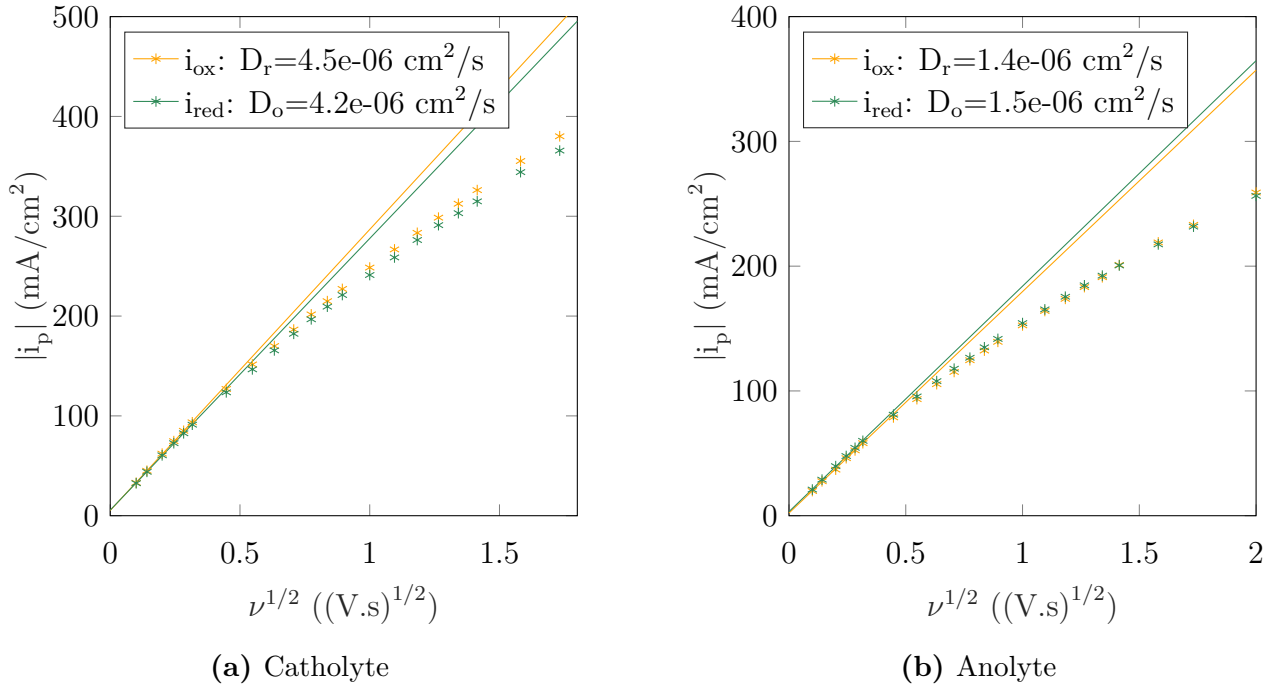 500
400
300
200
100
0
0
0.5
1
1.5
|i_p| (mA/cm²)
ν^{1/2} ((V.s)^{1/2})
i_ox: D_r=4.5e-06 cm²/s
i_red: D_o=4.2e-06 cm²/s
(a) Catholyte
400
300
200
100
0
0
0.5
1
1.5
2
|i_p| (mA/cm²)
ν^{1/2} ((V.s)^{1/2})
i_ox: D_r=1.4e-06 cm²/s
i_red: D_o=1.5e-06 cm²/s
(b) Anolyte